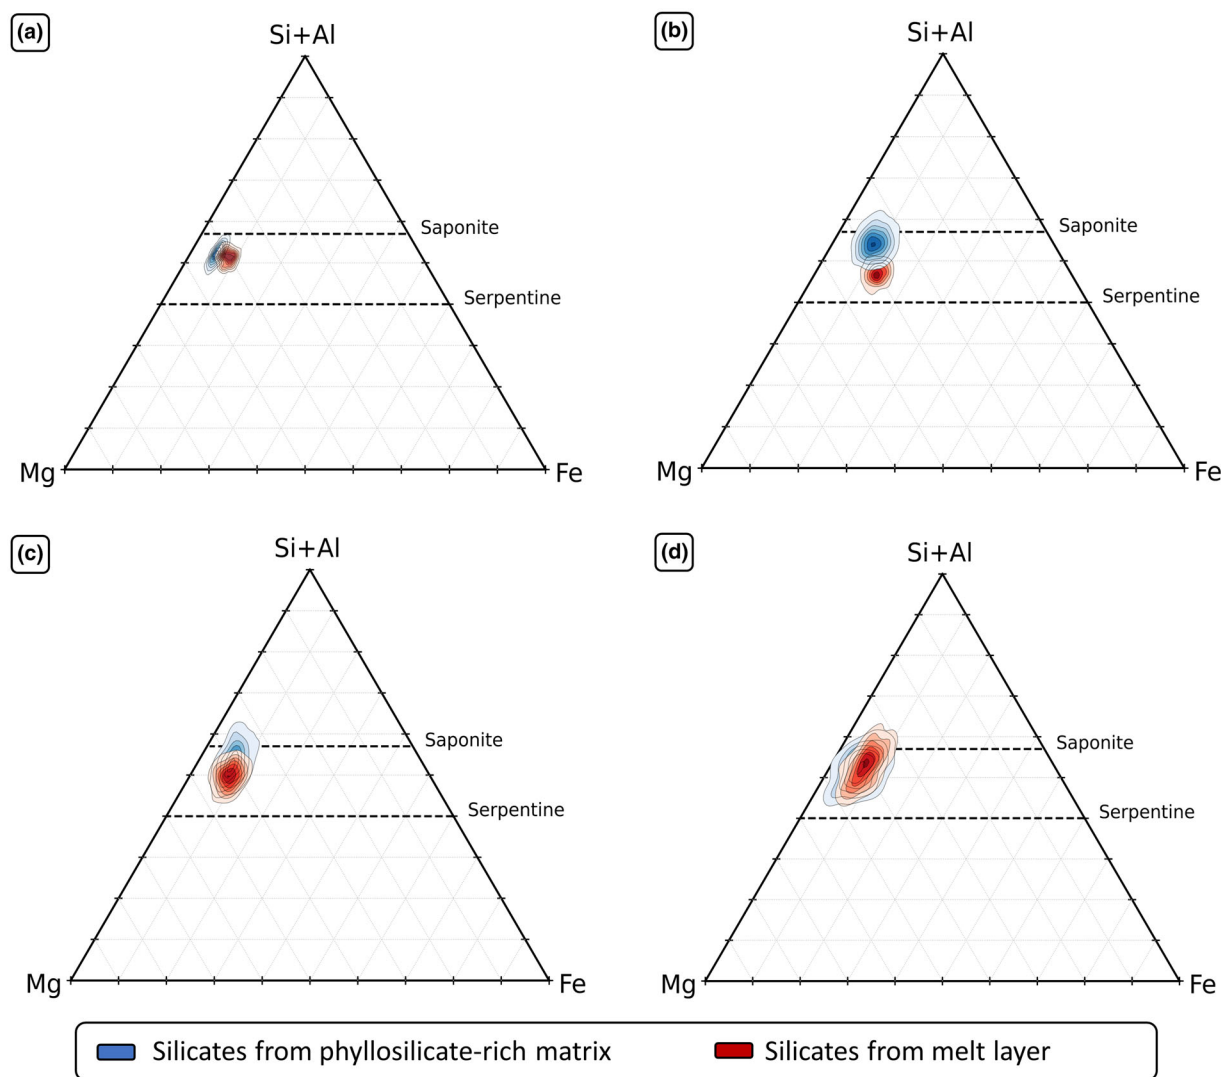 (a)
Si+Al
Saponite
Serpentine
Mg
Fe
(b)
Si+Al
Saponite
Serpentine
Mg
Fe
(c)
Si+Al
Saponite
Serpentine
Mg
Fe
(d)
Si+Al
Saponite
Serpentine
Mg
Fe
Silicates from phyllosilicate-rich matrix
Silicates from melt layer